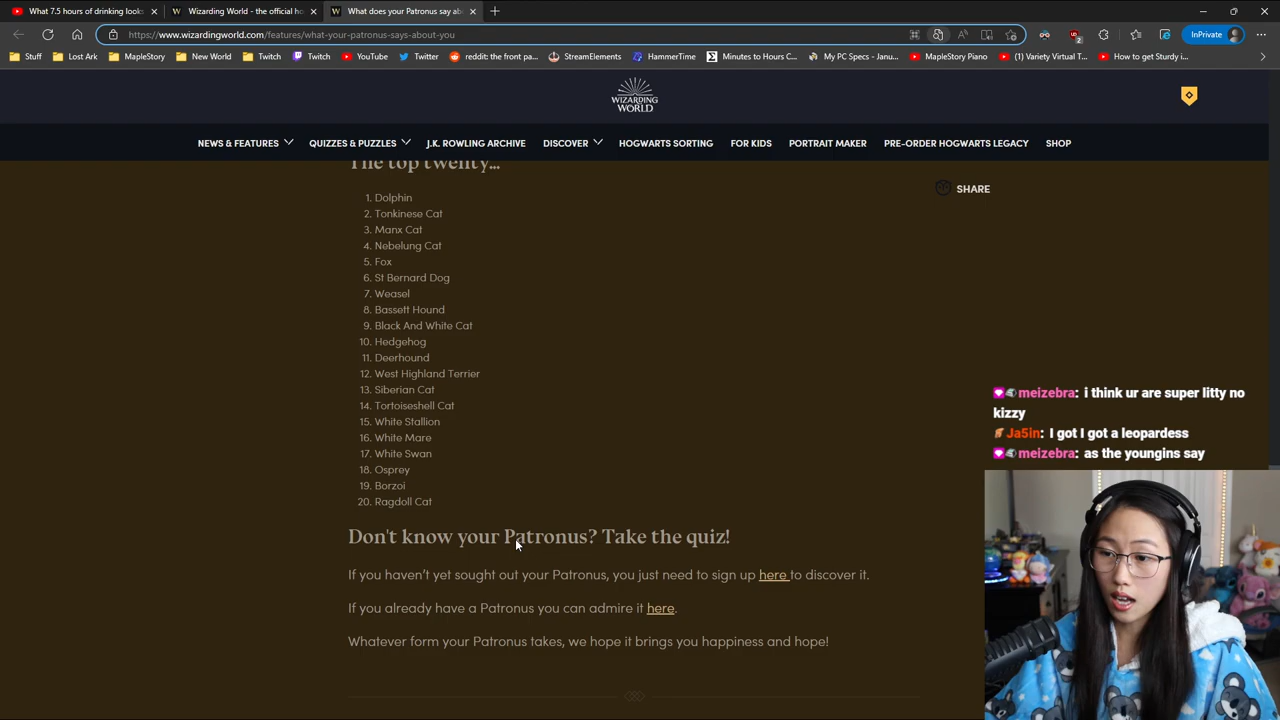 What 7.5 hours of drinking looks
Wizarding World - the official ho
What does your Patronus say ab
https://www.wizardingworld.com/features/what-your-patronus-says-about-you
InPrivate
Stuff
Lost Ark
MapleStory
New World
Twitch
YouTube
Twitter
Twitch
reddit: the front pa...
StreamElements
HammerTime
Minutes to Hours C...
My PC Specs - Janu...
MapleStory Piano
(1) Variety Virtual T...
How to get Sturdy i...
WIZARDING
WORLD
NEWS & FEATURES
QUIZZES & PUZZLES
J.K. ROWLING ARCHIVE
DISCOVER
HOGWARTS SORTING
FOR KIDS
PORTRAIT MAKER
PRE-ORDER HOGWARTS LEGACY
SHOP
The top twenty...
SHARE
1. Dolphin
2. Tonkinese Cat
3. Manx Cat
4. Nebelung Cat
5. Fox
6. St Bernard Dog
7. Weasel
8. Bassett Hound
9. Black And White Cat
10. Hedgehog
11. Deerhound
12. West Highland Terrier
13. Siberian Cat
14. Tortoiseshell Cat
15. White Stallion
16. White Mare
17. White Swan
18. Osprey
19. Borzoi
20. Ragdoll Cat
Don't know your Patronus? Take the quiz!
If you haven't yet sought out your Patronus, you just need to sign up here to discover it.
If you already have a Patronus you can admire it here.
Whatever form your Patronus takes, we hope it brings you happiness and hope!
meizebra: i think ur are super litty no
kizzy
Ja5in: I got I got a leopardess
meizebra: as the youngins say